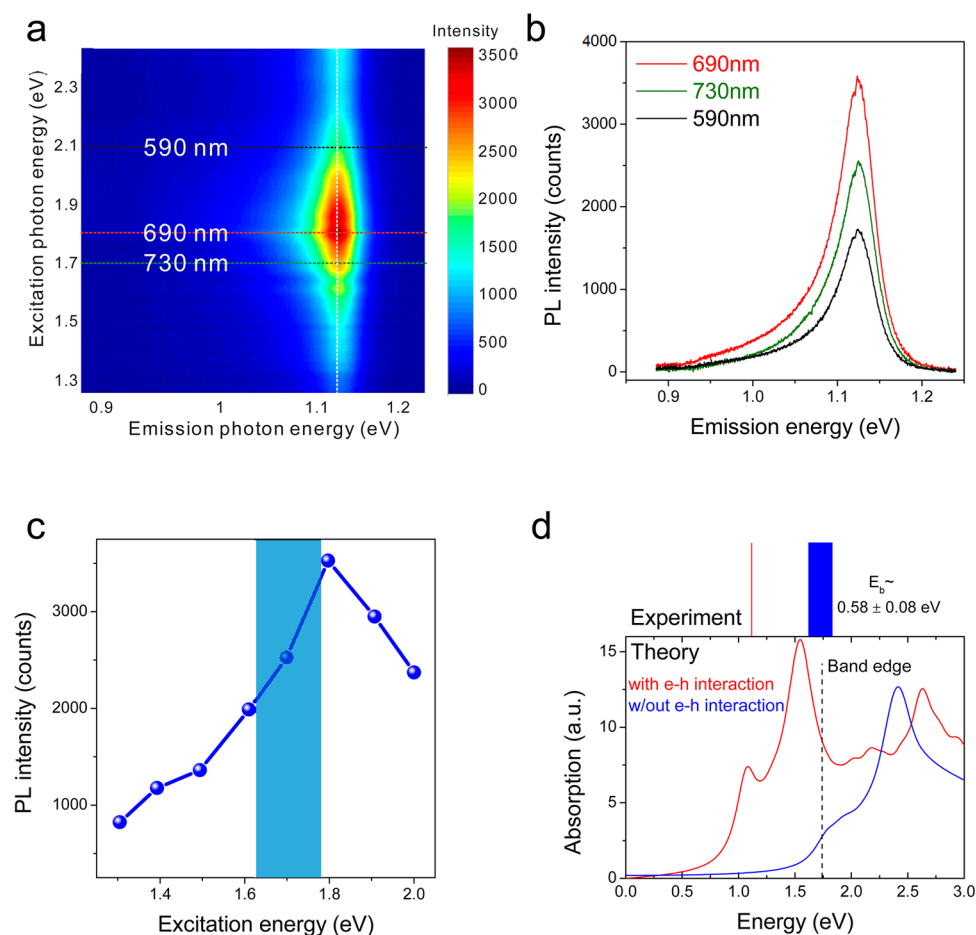 a
Intensity
3500
3000
2500
2000
1500
1000
500
0
2.3
2.1
1.9
1.7
1.5
1.3
590 nm
690 nm
730 nm
0.9
1
1.1
1.2
Excitation photon energy (eV)
Emission photon energy (eV)
b
4000
3000
2000
1000
0
690nm
730nm
590nm
0.9
1.0
1.1
1.2
PL intensity (counts)
Emission energy (eV)
c
3000
2000
1000
1.4
1.6
1.8
2.0
PL intensity (counts)
Excitation energy (eV)
d
E_b~
0.58 ± 0.08 eV
Experiment
Theory
Band edge
with e-h interaction
w/out e-h interaction
15
10
5
0
0.0
0.5
1.0
1.5
2.0
2.5
3.0
Absorption (a.u.)
Energy (eV)